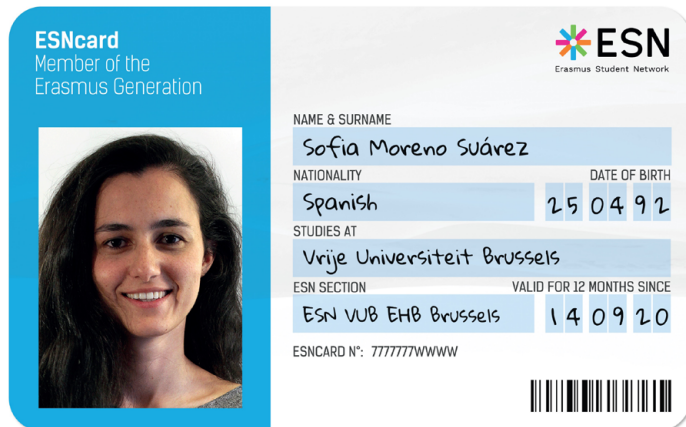 ESNcard
Member of the
Erasmus Generation
ESN
Erasmus Student Network
NAME & SURNAME
Sofia Moreno Suárez
NATIONALITY DATE OF BIRTH
Spanish 25 04 92
STUDIES AT
Vrije Universiteit Brussels
ESN SECTION VALID FOR 12 MONTHS SINCE
ESN VUB EHB Brussels 14 09 20
ESNCARD N°: 7777777WWWW